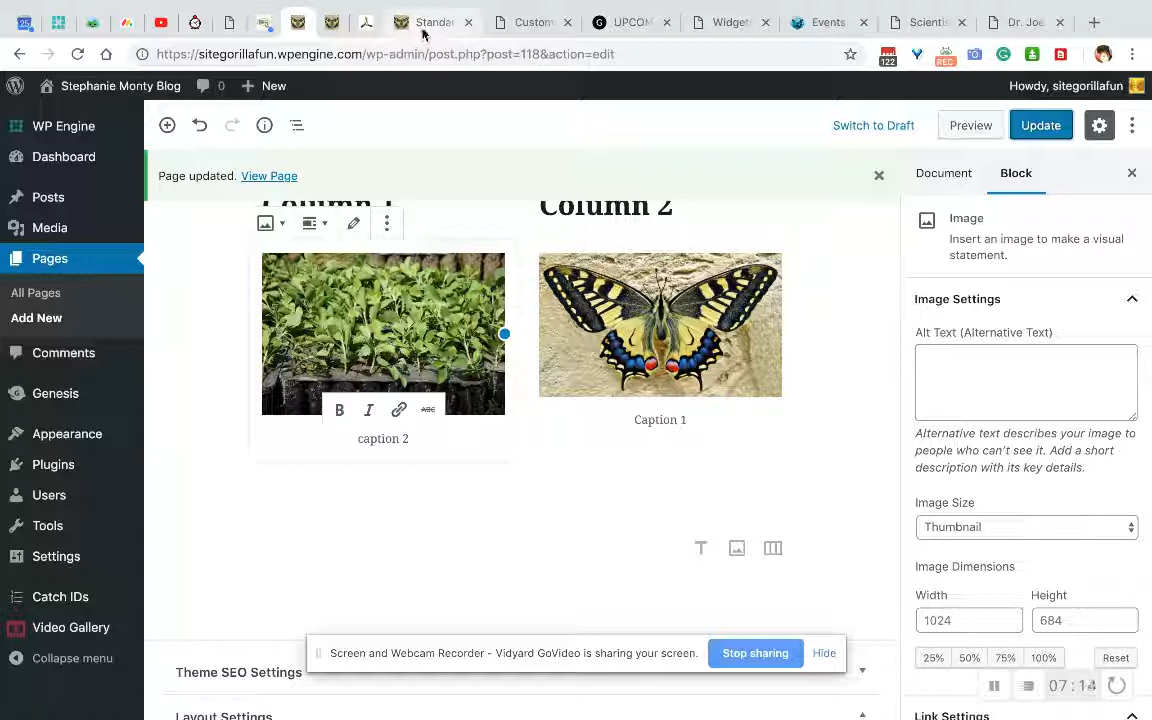 25
Standar
Custom
UPCOM
Widget
Events
Scienti
Dr. Joe
https://sitegorillafun.wpengine.com/wp-admin/post.php?post=118&action=edit
122
REC
Stephanie Monty Blog
0
New
Howdy, sitegorillafun
WP Engine
Dashboard
Posts
Media
Pages
All Pages
Add New
Comments
Genesis
Appearance
Plugins
Users
Tools
Settings
Catch IDs
Video Gallery
Collapse menu
Switch to Draft
Preview
Update
Page updated. View Page
Column 1
Column 2
B I ABC
caption 2
Caption 1
T
Theme SEO Settings
Layout Settings
Document
Block
Image
Insert an image to make a visual
statement.
Image Settings
Alt Text (Alternative Text)
Alternative text describes your image to
people who can't see it. Add a short
description with its key details.
Image Size
Thumbnail
Image Dimensions
Width
Height
1024
684
25%
50%
75%
100%
Reset
Link Settings
Screen and Webcam Recorder - Vidyard GoVideo is sharing your screen.
Stop sharing
Hide
07:14